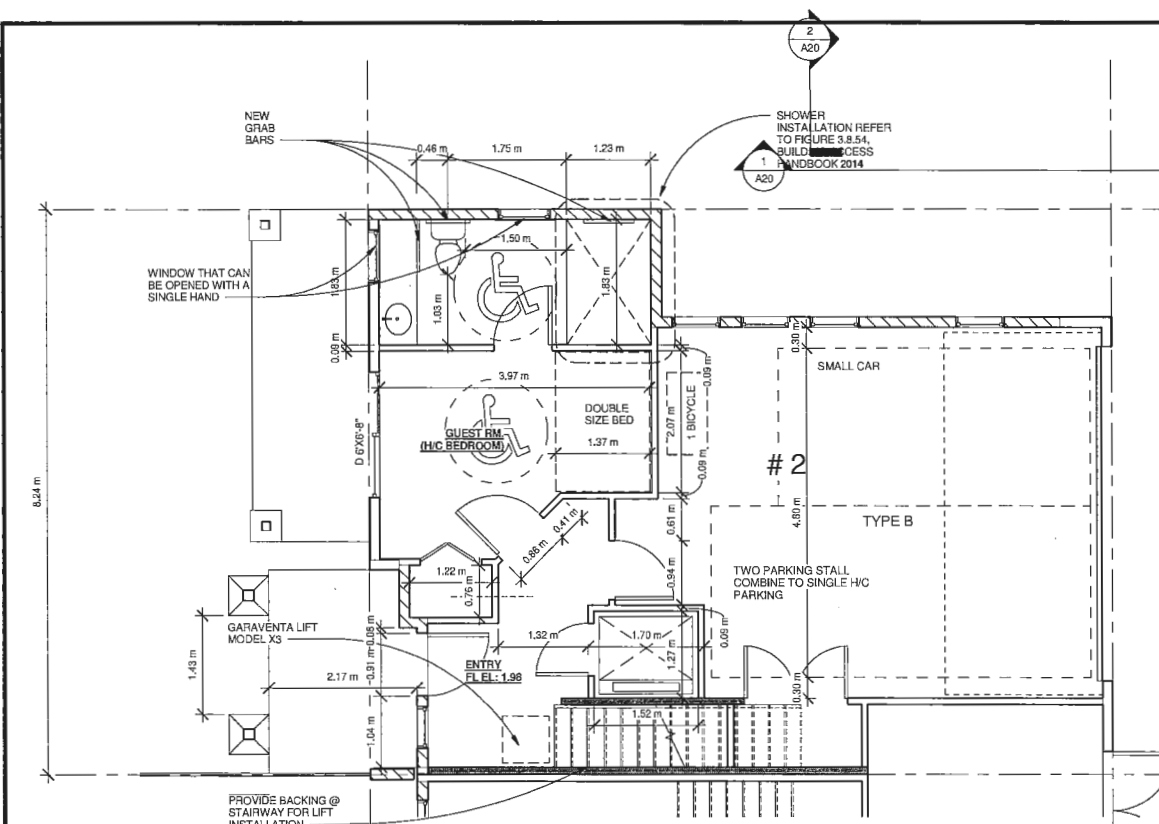 2
A20
NEW
GRAB
BARS
SHOWER
INSTALLATION REFER
TO FIGURE 3.8.54,
HANDBOOK 2014
1
A20
0.46 m
1.75 m
1.23 m
1.50 m
WINDOW THAT CAN
BE OPENED WITH A
SINGLE HAND
1.83 m
1.03 m
1.83 m
0.09 m
0.30 m
SMALL CAR
3.97 m
0.09 m
DOUBLE
SIZE BED
1 BICYCLE
2.07 m
GUEST RM.
(H/C BEDROOM)
1.37 m
D 6'X6'-8"
0.09 m
# 2
8.24 m
4.80 m
TYPE B
0.41 m
0.61 m
0.86 m
1.22 m
0.76 m
0.94 m
TWO PARKING STALL
COMBINE TO SINGLE H/C
PARKING
GARAVENTA LIFT
MODEL X3
0.08 m
1.32 m
1.70 m
0.09 m
1.43 m
0.91 m
1.27 m
ENTRY
FL EL: 1.98
2.17 m
0.30 m
1.52 m
1.04 m
PROVIDE BACKING @
STAIRWAY FOR LIFT
INSTALLATION